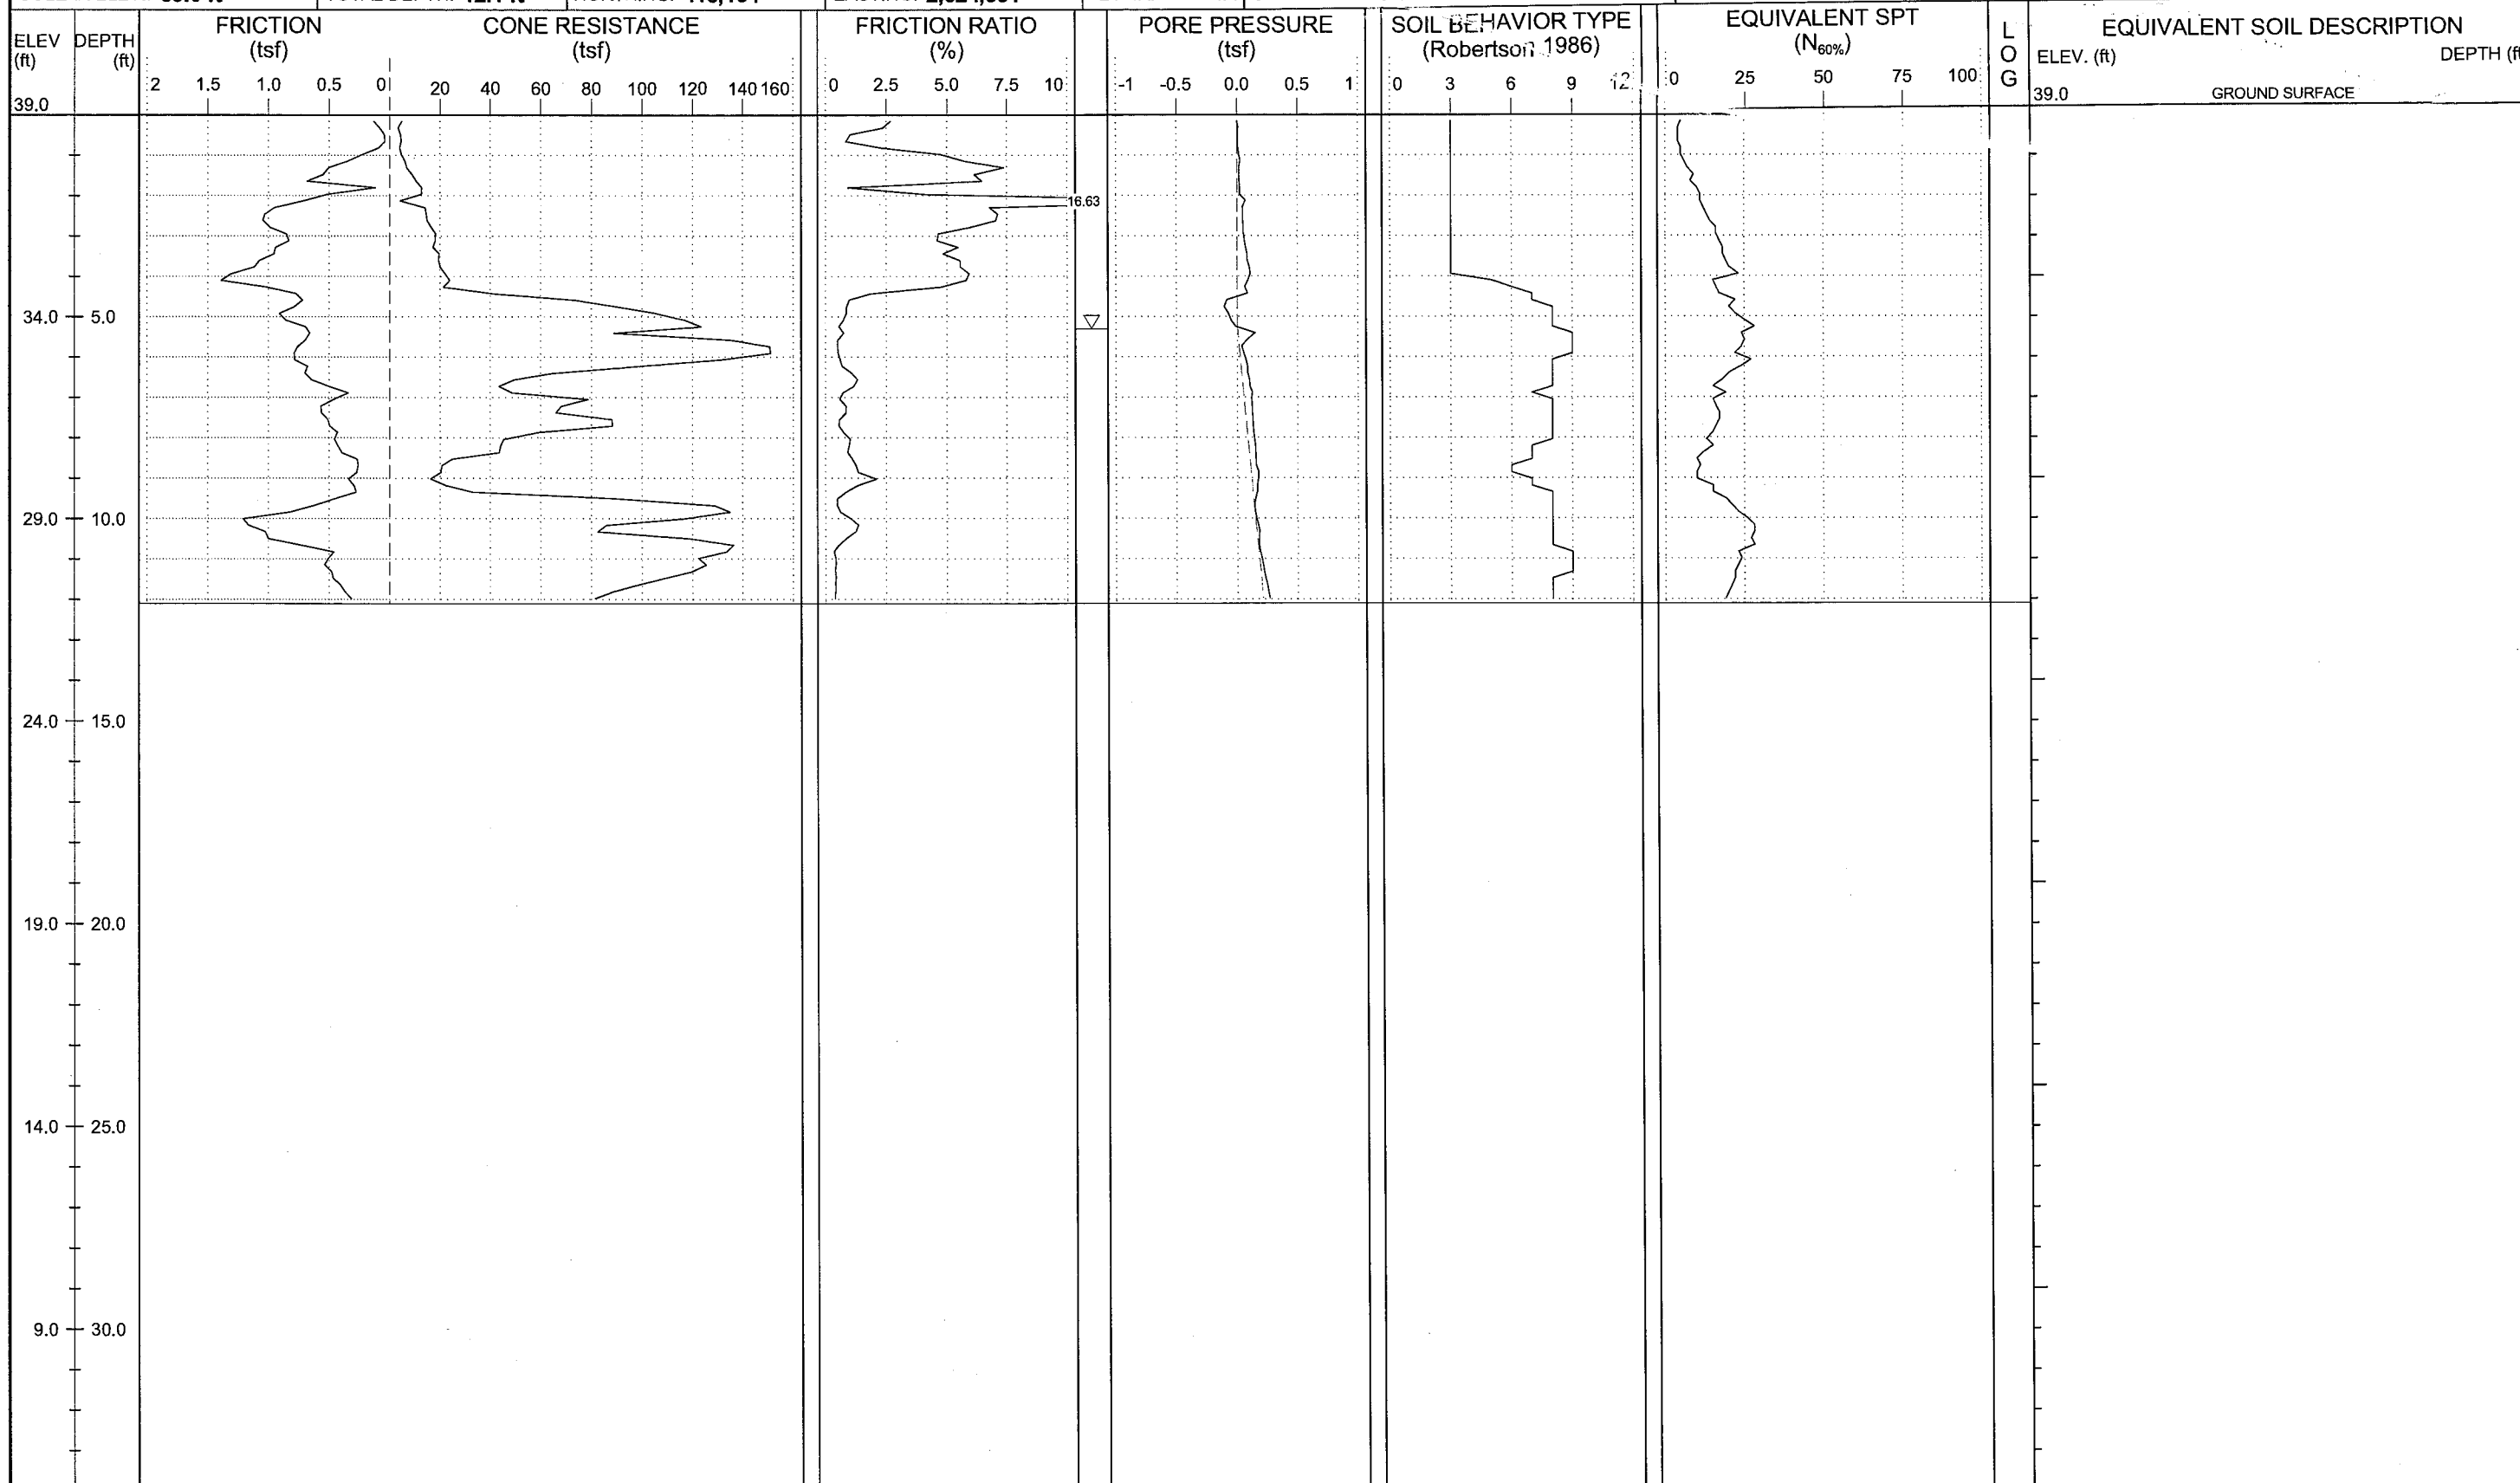 FRICTION
(tsf)
CONE RESISTANCE
(tsf)
FRICTION RATIO
(%)
PORE PRESSURE
(tsf)
SOIL BEHAVIOR TYPE
(Robertson 1986)
EQUIVALENT SPT
(N60%)
L
O
G
EQUIVALENT SOIL DESCRIPTION
ELEV
(ft)
DEPTH
(ft)
ELEV. (ft)
DEPTH (ft
2 1.5 1.0 0.5 0 20 40 60 80 100 120 140 160
0 2.5 5.0 7.5 10
-1 -0.5 0.0 0.5 1
0 3 6 9 12
0 25 50 75 100
39.0
39.0 GROUND SURFACE
16.63
34.0 5.0
29.0 10.0
24.0 15.0
19.0 20.0
14.0 25.0
9.0 30.0